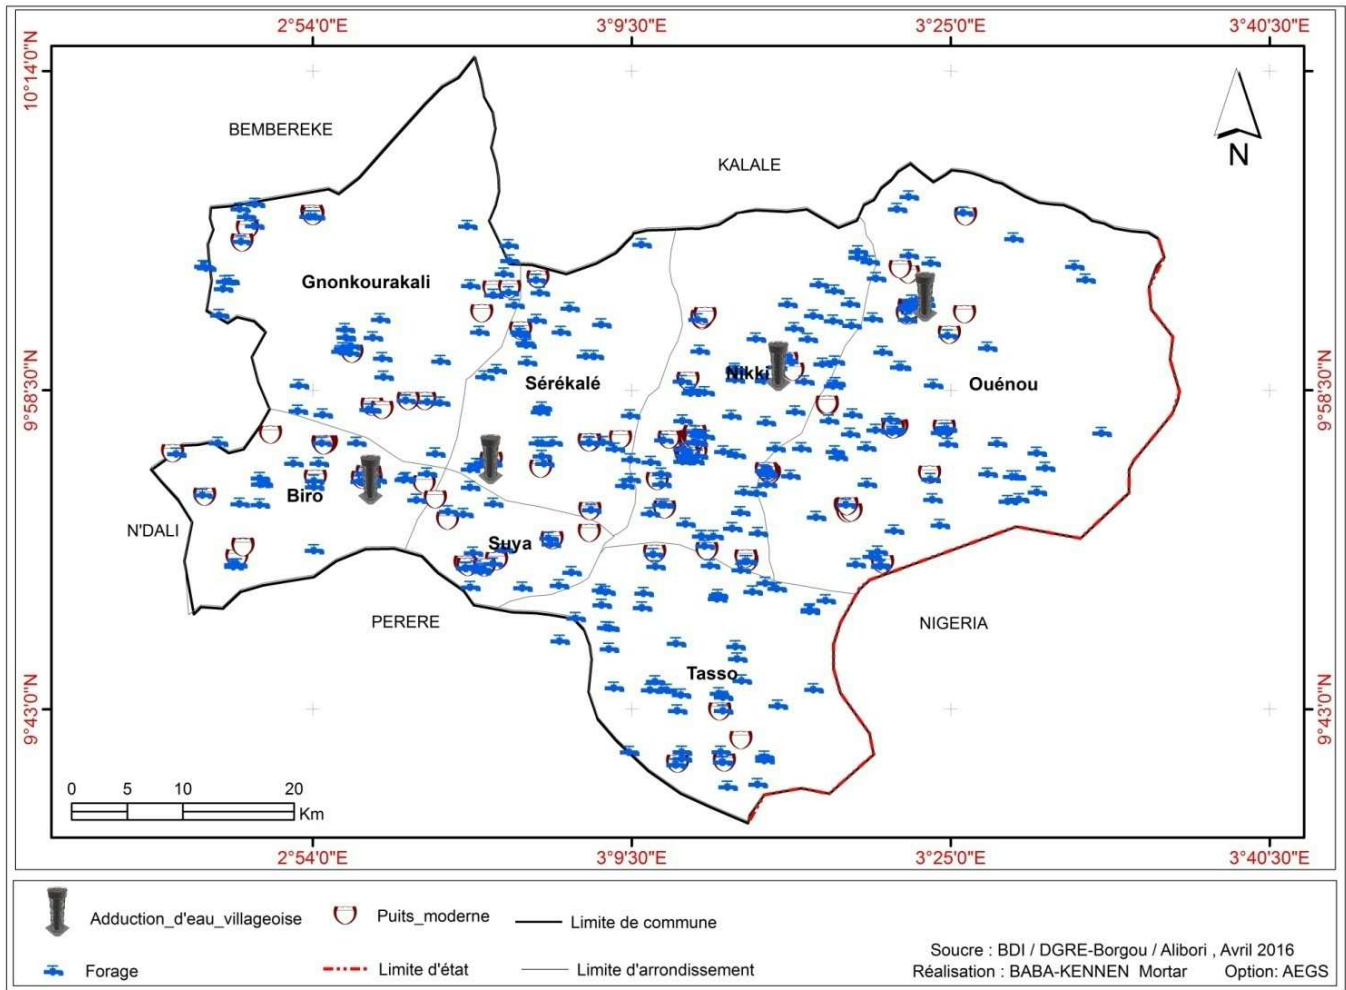 2°54'0"E 3°9'30"E 3°25'0"E 3°40'30"E
10°14'0"N
BEMBEREKE
KALALE
N
Gnonkourakali
Nikki
Sérékalé
Ouénou
9°58'30"N 9°58'30"N
Biro
N'DALI
Suya
PERERE
NIGERIA
Tasso
9°43'0"N 9°43'0"N
0 5 10 20
Km
2°54'0"E 3°9'30"E 3°25'0"E 3°40'30"E
Adduction_d'eau_villageoise Puits_moderne Limite de commune
Forage Limite d'état Limite d'arrondissement
Soucre : BDI / DGRE-Borgou / Alibori , Avril 2016
Réalisation : BABA-KENNEN Mortar Option: AEGS